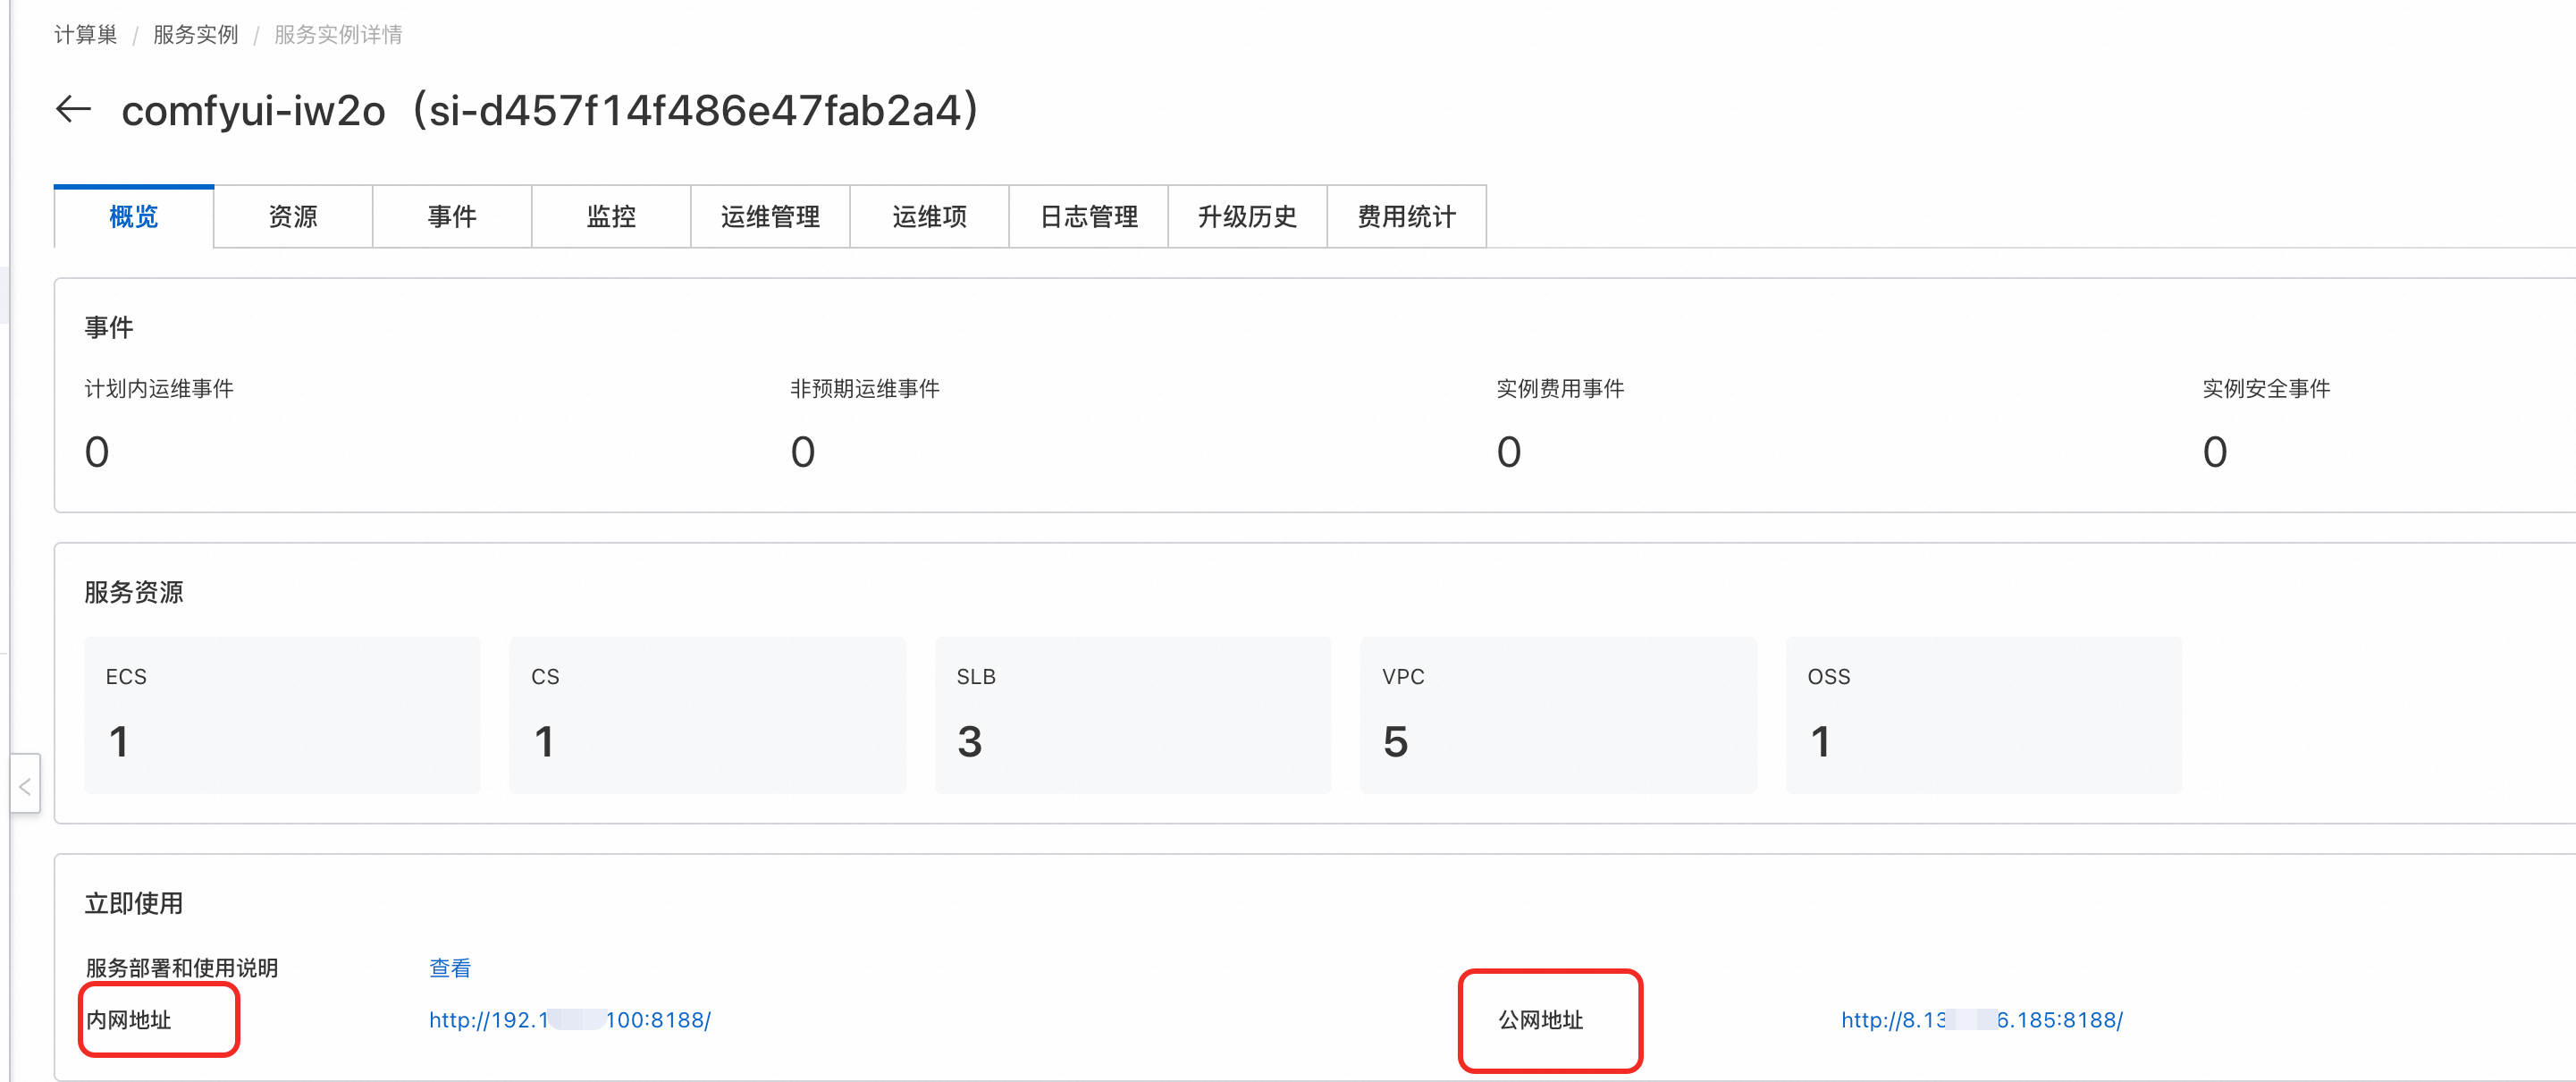 计算巢 / 服务实例 / 服务实例详情
comfyui-iw2o（si-d457f14f486e47fab2a4）
概览 资源 事件 监控 运维管理 运维项 日志管理 升级历史 费用统计
事件
计划内运维事件 非预期运维事件 实例费用事件 实例安全事件
0 0 0 0
服务资源
ECS CS SLB VPC OSS
1 1 3 5 1
立即使用
服务部署和使用说明 查看
内网地址 http://192.1 100:8188/ 公网地址 http://8.13 6.185:8188/